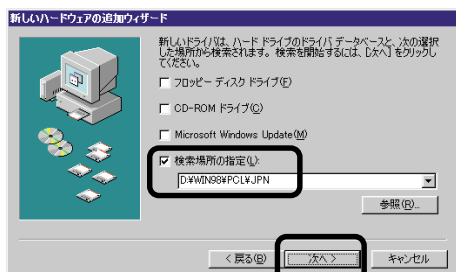 新しいハードウェアの追加ウィザード
新しいドライバは、ハード ドライブのドライバ データベースと、次の選択
した場所から検索されます。 検索を開始するには、[次へ] をクリックし
てください。
フロッピー ディスク ドライブ(F)
CD-ROM ドライブ(C)
Microsoft Windows Update(M)
検索場所の指定(L):
D:¥WIN98¥PCL¥JPN
参照(R)...
< 戻る(B)
次へ >
キャンセル